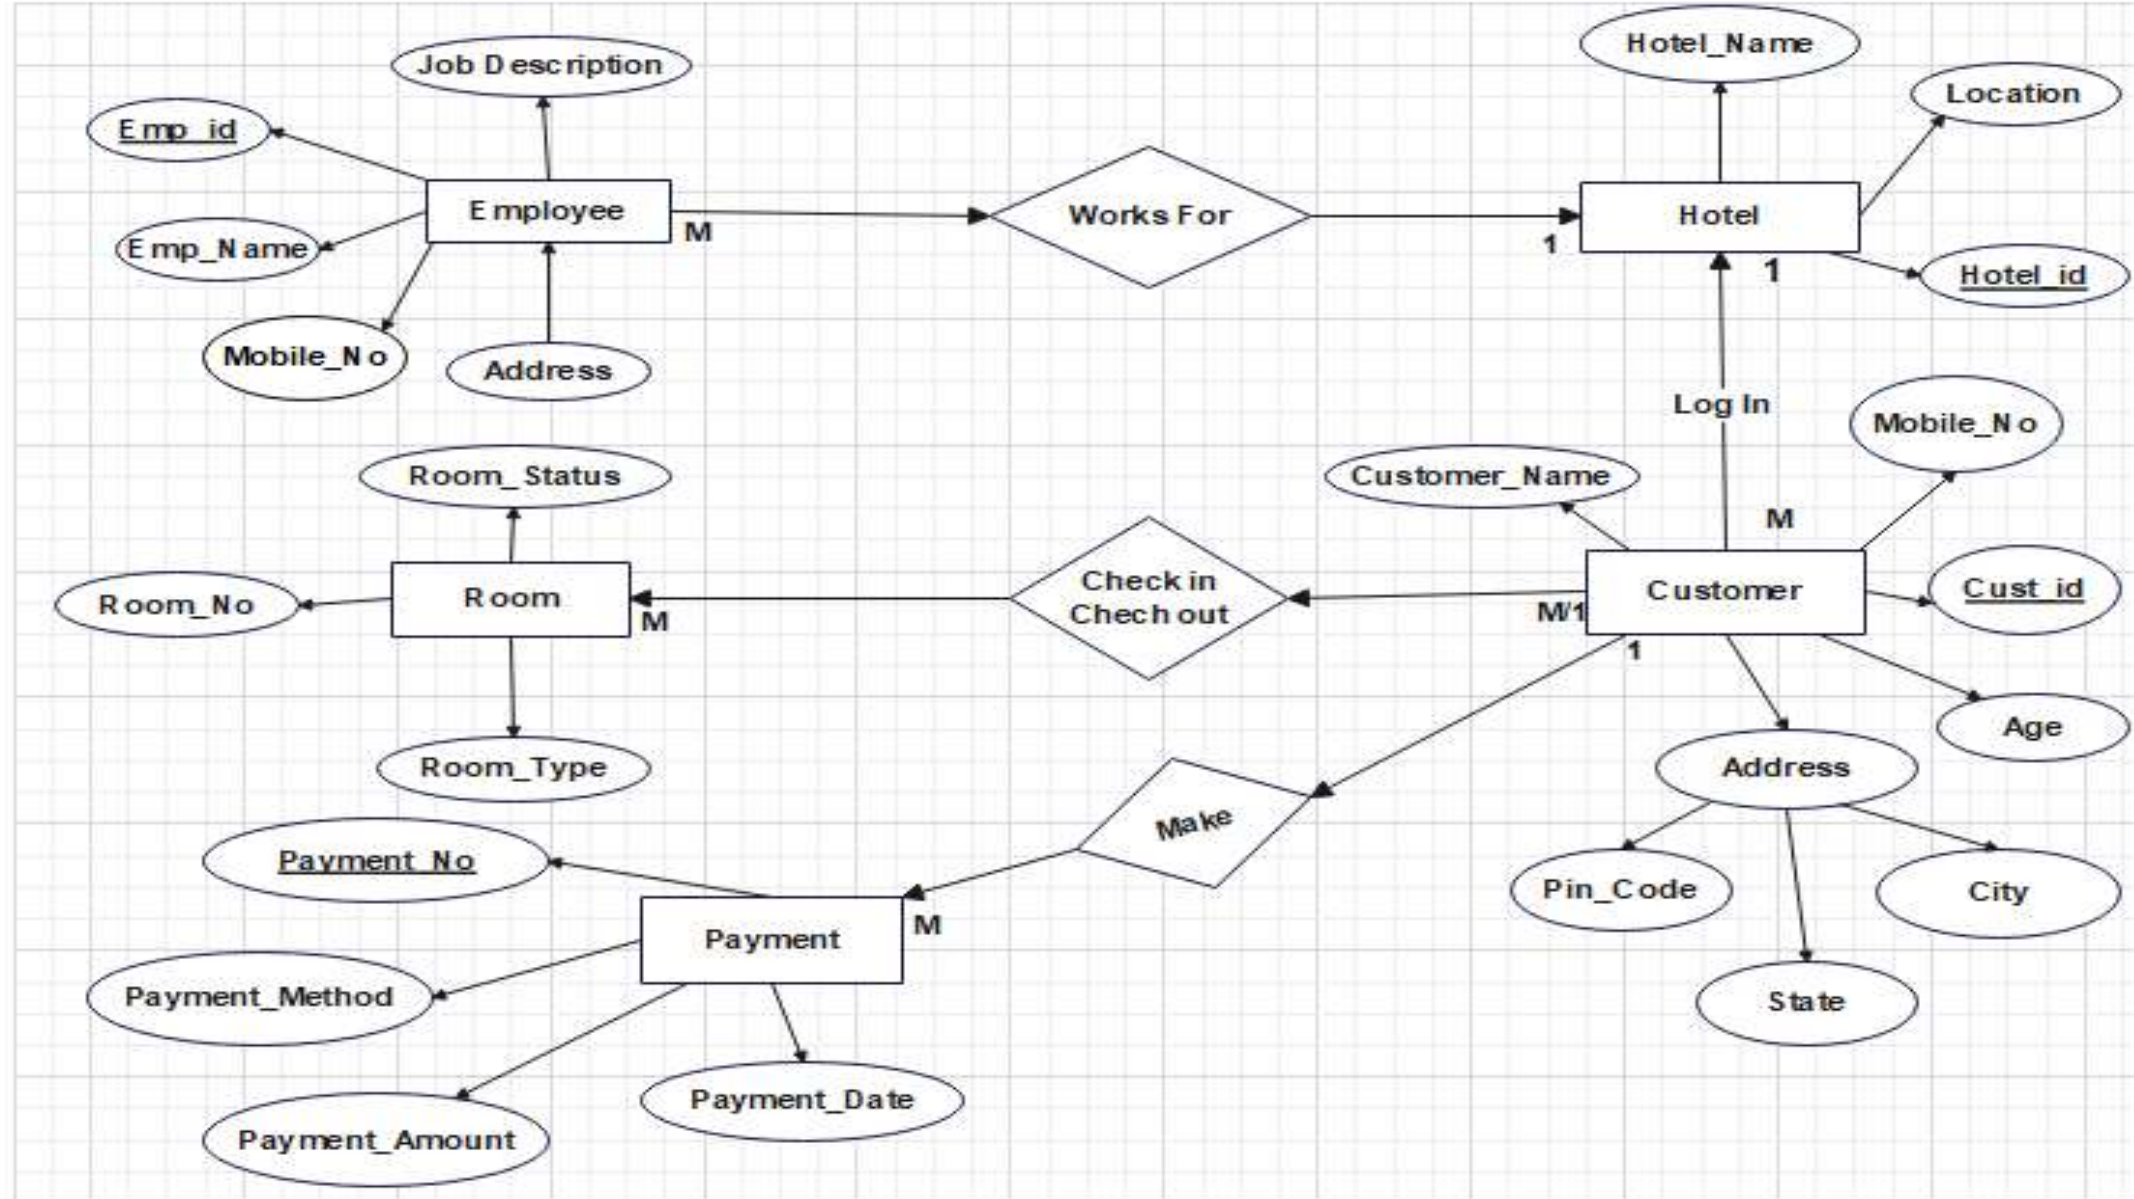 Hotel_Name
Job Description
Location
Emp_id
Employee
Works For
Hotel
M
1
1
Emp_Name
Hotel_id
Mobile_No
Address
Log In
Mobile_No
Customer_Name
Room_Status
M
Room_No
Room
M
Check in
Chech out
M/1
Customer
Cust_id
1
Age
Address
Room_Type
Make
Payment_No
Pin_Code
City
Payment
M
Payment_Method
State
Payment_Date
Payment_Amount